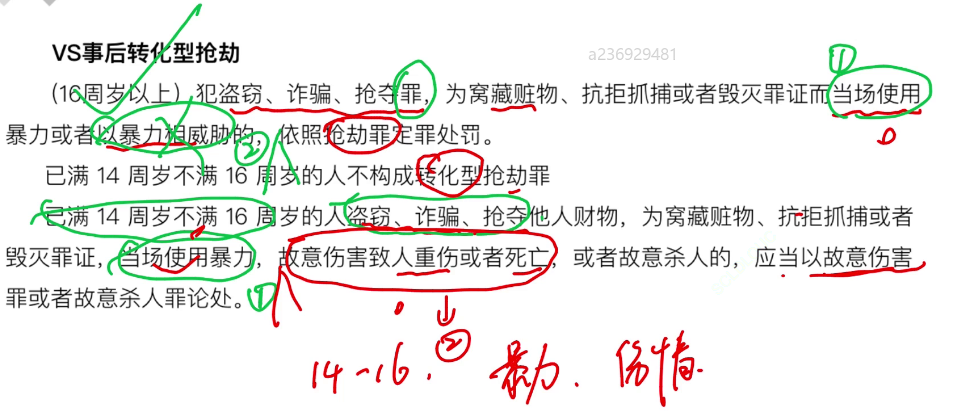 VS事后转化型抢劫
a236929481
①
（16周岁以上）犯盗窃、诈骗、抢夺罪，为窝藏赃物、抗拒抓捕或者毁灭罪证而当场使用
暴力或者以暴力相威胁的，依照抢劫罪定罪处罚。
②
已满 14 周岁不满 16 周岁的人不构成转化型抢劫罪
已满 14 周岁不满 16 周岁的人盗窃、诈骗、抢夺他人财物，为窝藏赃物、抗拒抓捕或者
毁灭罪证，当场使用暴力，故意伤害致人重伤或者死亡，或者故意杀人的，应当以故意伤害
罪或者故意杀人罪论处。
①
②
14-16. 暴力. 伤情.